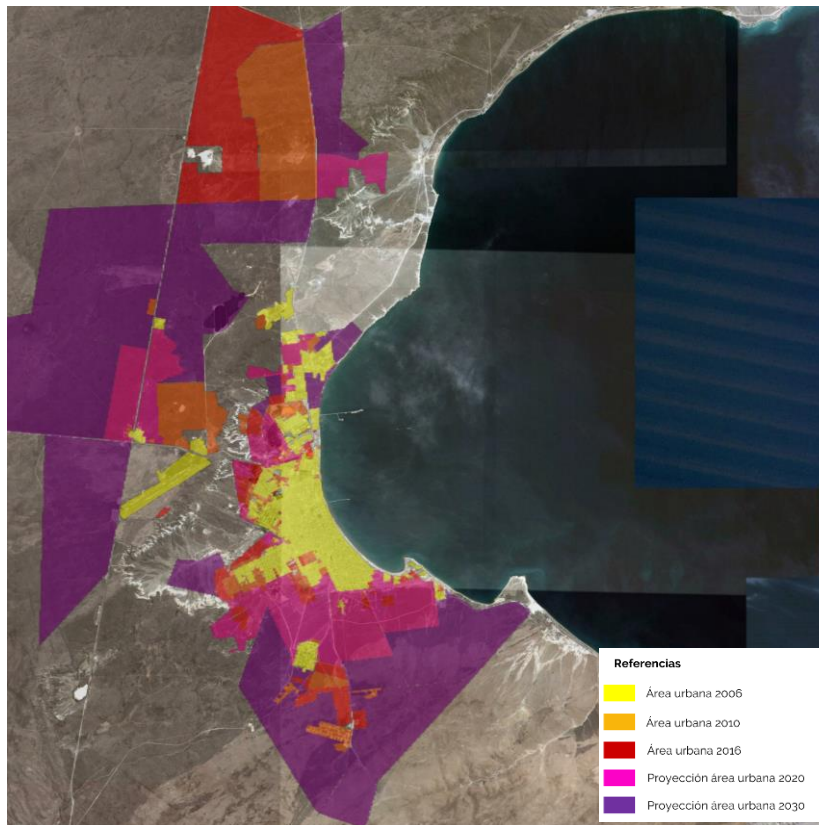 Referencias
Área urbana 2006
Área urbana 2010
Área urbana 2016
Proyección área urbana 2020
Proyección área urbana 2030